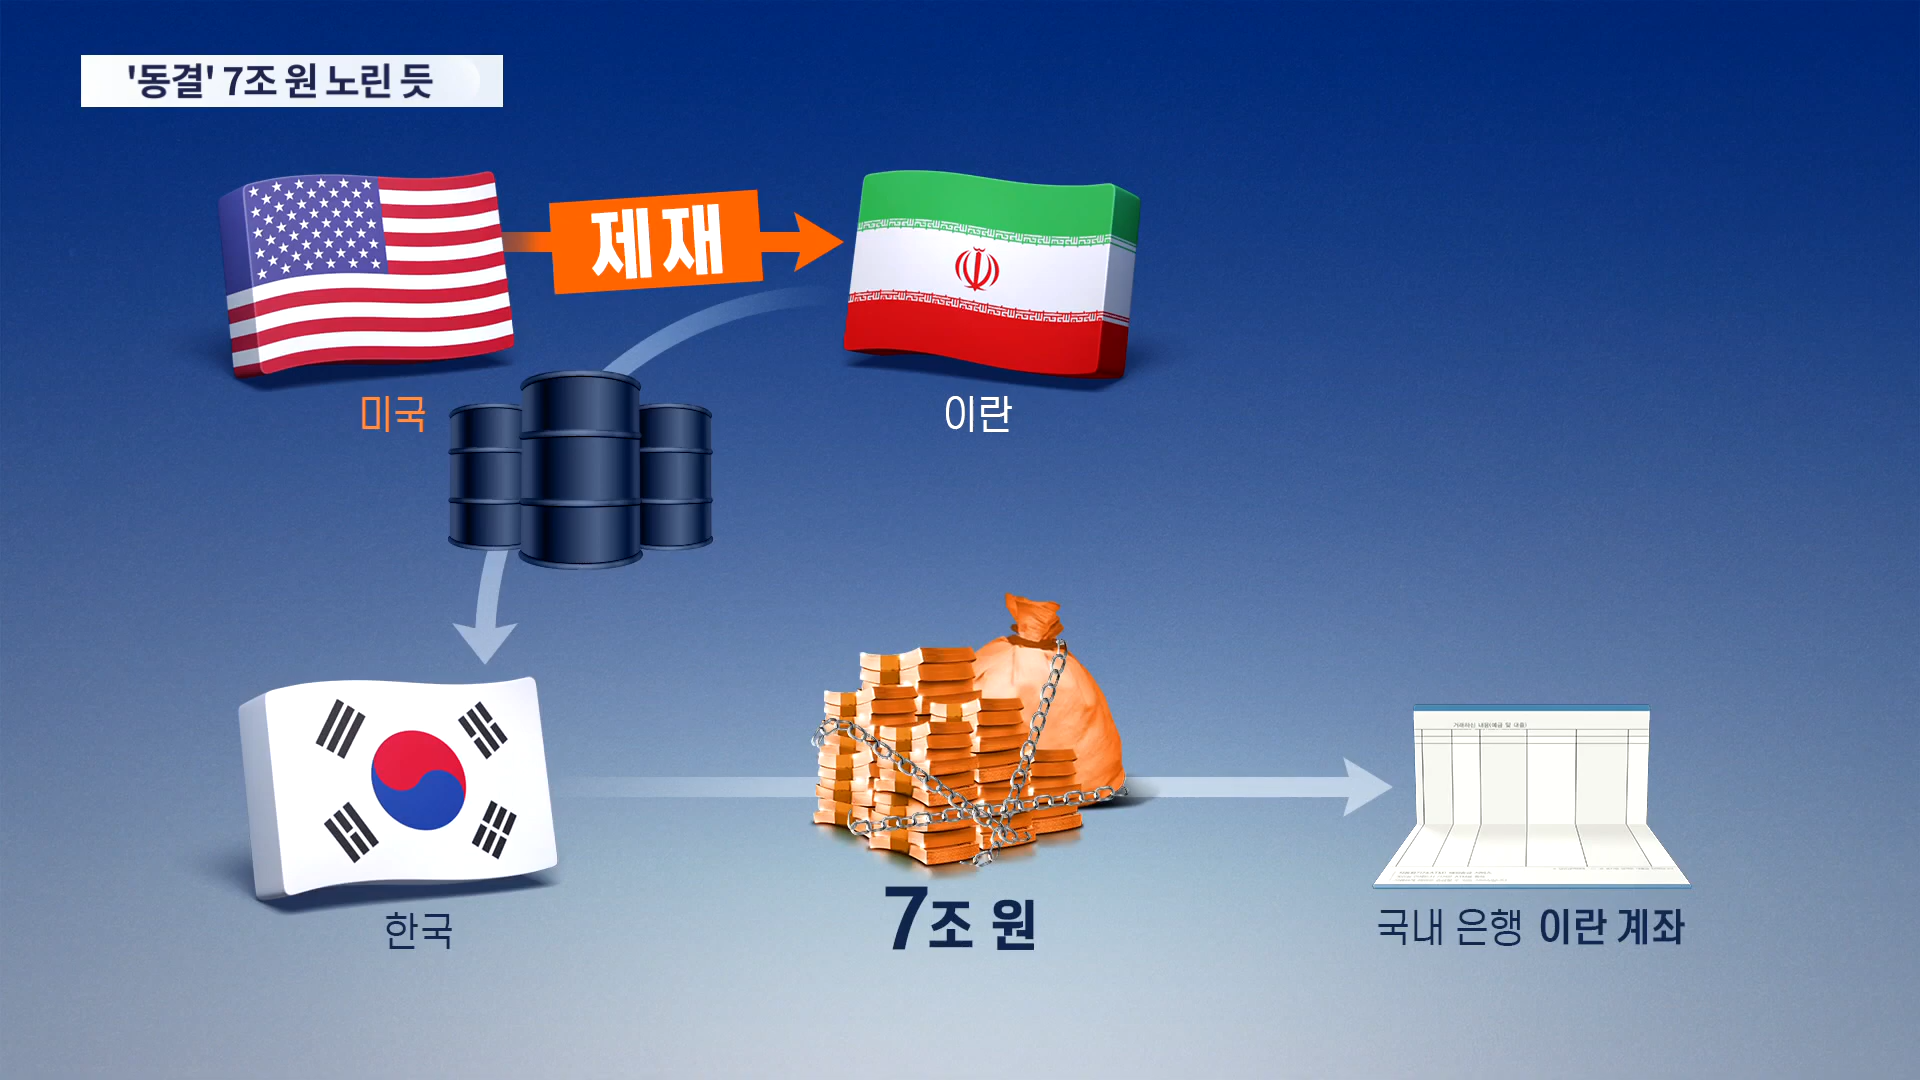 '동결' 7조 원 노린 듯
제재
미국
이란
한국
7조 원
국내 은행 이란 계좌